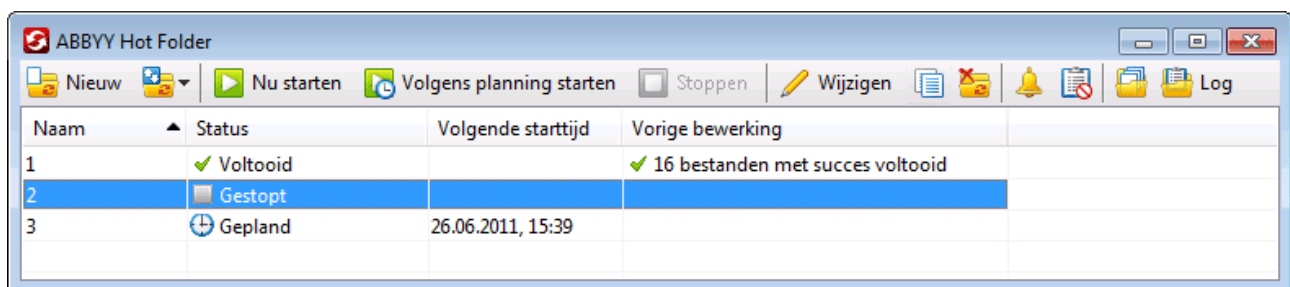 ABBYY Hot Folder
Nieuw Nu starten Volgens planning starten Stoppen Wijzigen Log
Naam Status Volgende starttijd Vorige bewerking
1 Voltooid 16 bestanden met succes voltooid
2 Gestopt
3 Gepland 26.06.2011, 15:39